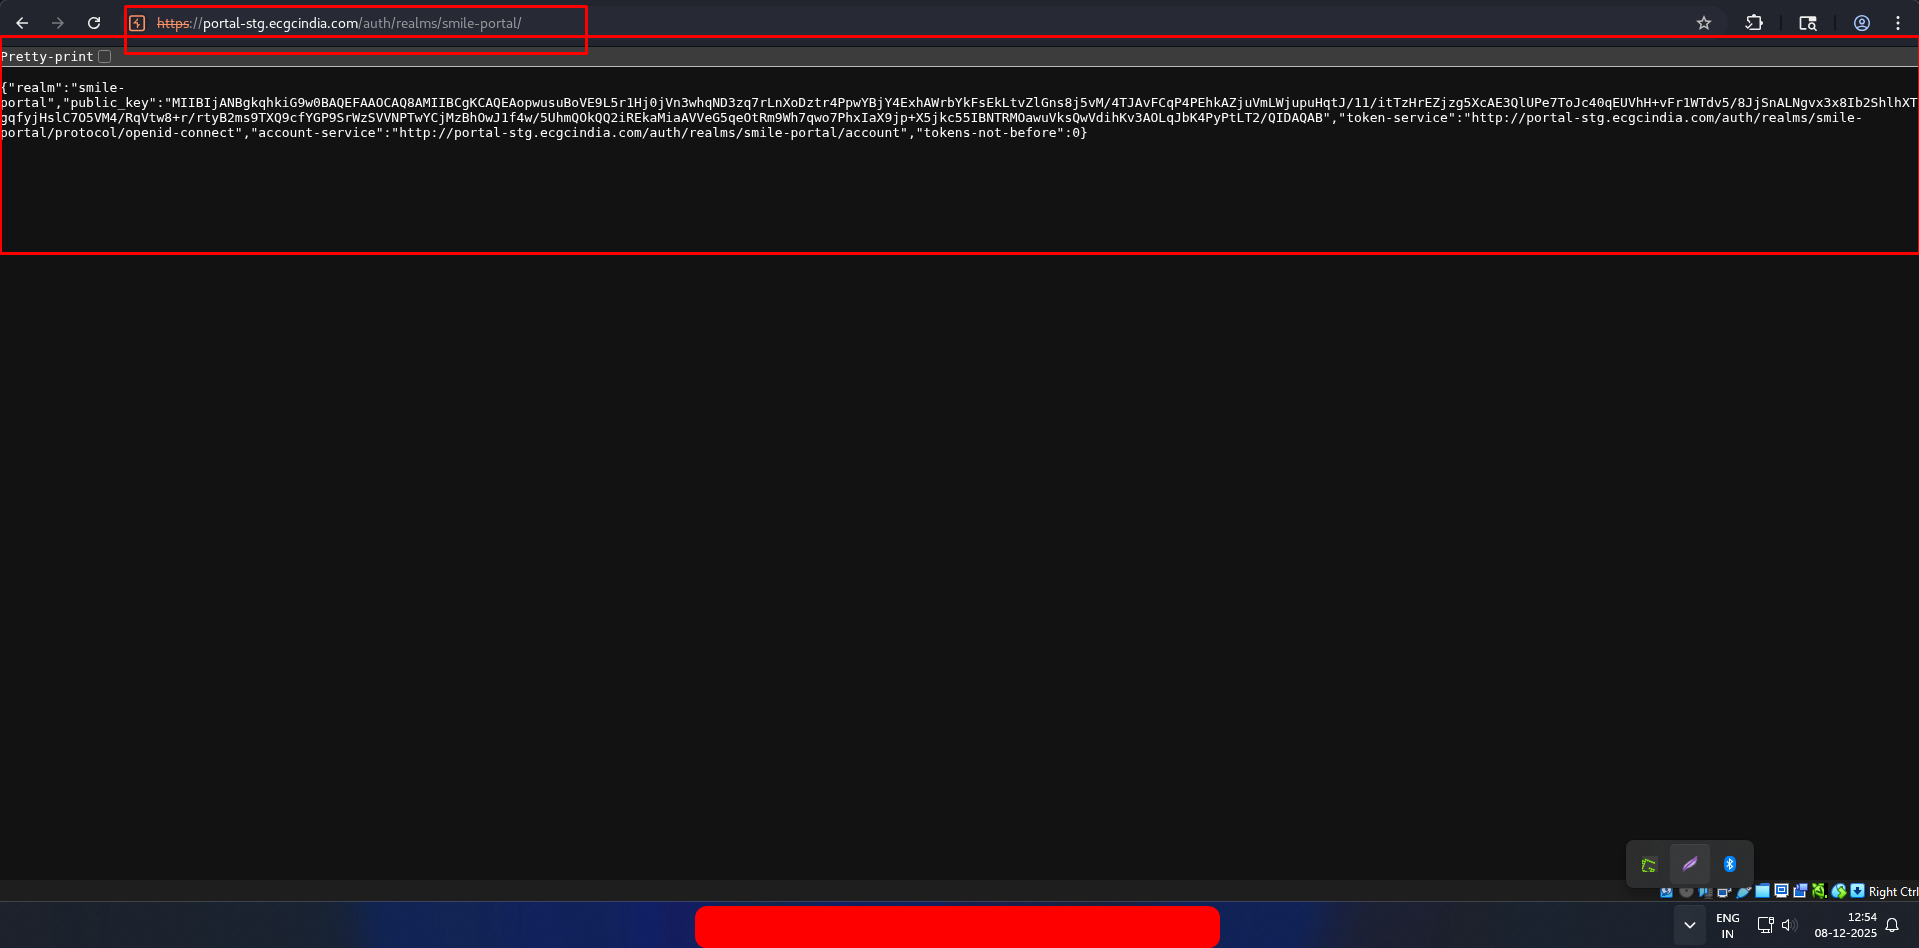 https://portal-stg.ecgcindia.com/auth/realms/smile-portal/
Pretty-print
{"realm":"smile-
portal","public_key":"MIIBIjANBgkqhkiG9w0BAQEFAAOCAQ8AMIIBCgKCAQEAopwusuBoVE9L5r1Hj0jVn3whqND3zq7rLnXoDztr4PpwYBjY4ExhAWrbYkFsEkLtvZlGns8j5vM/4TJAvFCqP4PEhkAZjuVmLWjupuHqtJ/11/itTzHrEZjzg5XcAE3QlUPe7ToJc40qEUVhH+vFr1WTdv5/8JjSnALNgvx3x8Ib2ShlhXT
gqfyjHslC7O5VM4/RqVtw8+r/rtyB2ms9TXQ9cfYGP9SrWzSVVNPTwYCjMzBhOwJ1f4w/5UhmQOkQQ2iREkaMiaAVVeG5qeOtRm9Wh7qwo7PhxIaX9jp+X5jkc55IBNTRMOawuVksQwVdihKv3AOLqJbK4PyPtLT2/QIDAQAB","token-service":"http://portal-stg.ecgcindia.com/auth/realms/smile-
portal/protocol/openid-connect","account-service":"http://portal-stg.ecgcindia.com/auth/realms/smile-portal/account","tokens-not-before":0}
Right Ctrl
ENG
IN
12:54
08-12-2025